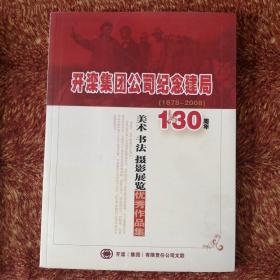 开滦集团公司纪念建局
(1878-2008)
130周年
美术 书法 摄影展览优秀作品集
开滦(集团)有限责任公司文联